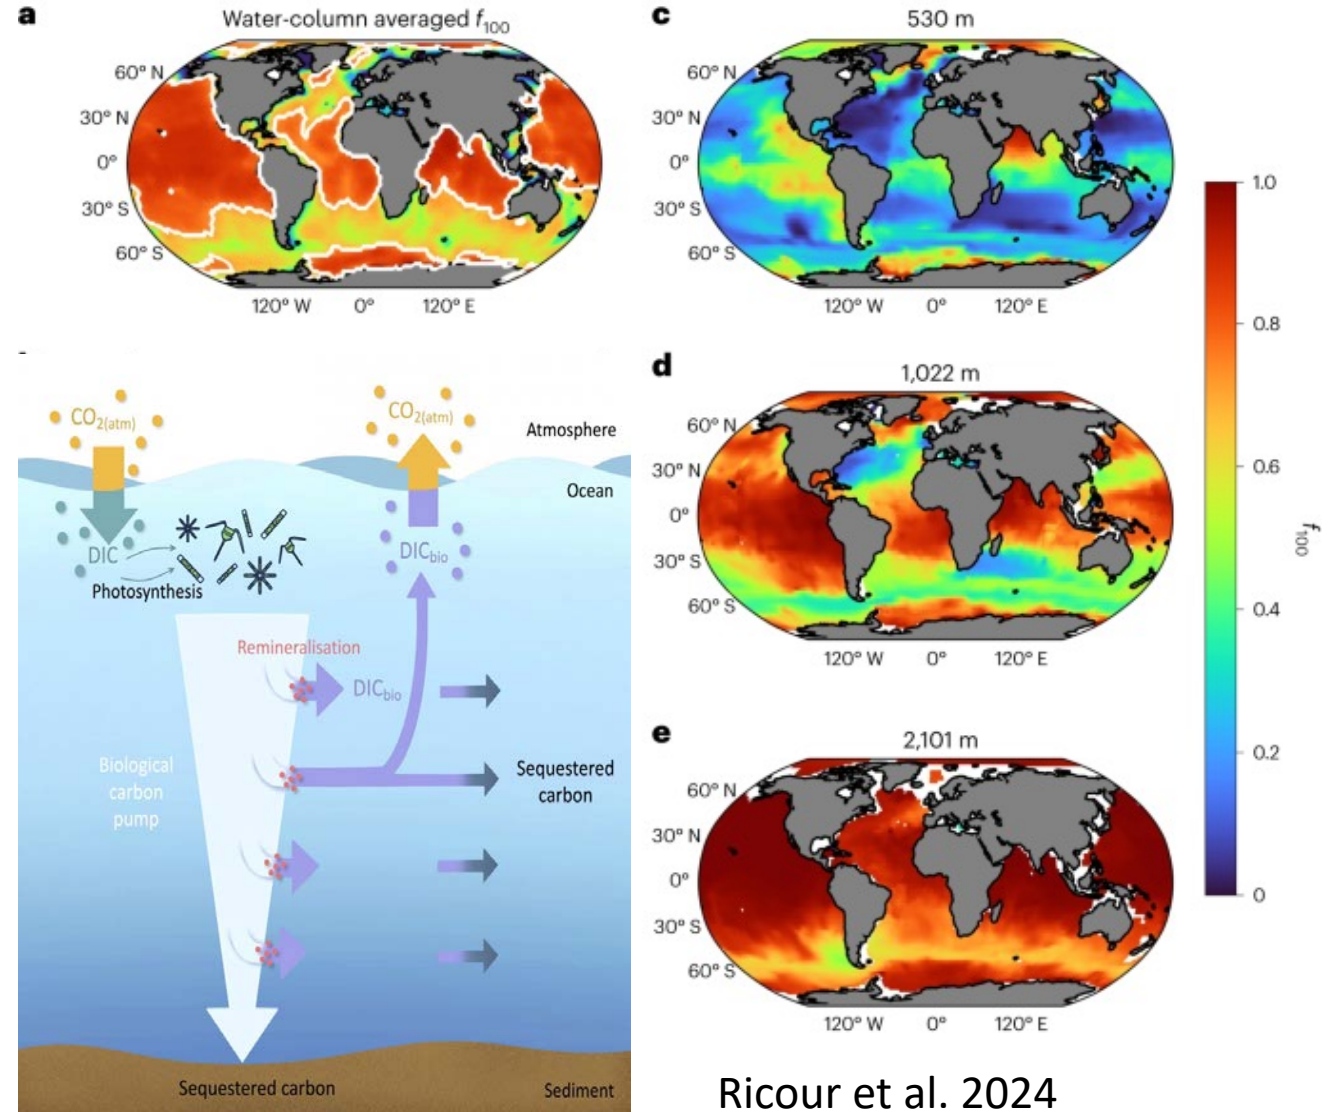 a
Water-column averaged f100
60° N
30° N
0°
30° S
60° S
120° W 0° 120° E
c
530 m
60° N
30° N
0°
30° S
60° S
120° W 0° 120° E
d
1,022 m
60° N
30° N
0°
30° S
60° S
120° W 0° 120° E
e
2,101 m
60° N
30° N
0°
30° S
60° S
120° W 0° 120° E
1.0
0.8
0.6
0.4
0.2
0
f100
CO2(atm)
CO2(atm)
Atmosphere
Ocean
DIC
Photosynthesis
DICbio
Remineralisation
DICbio
Biological
carbon
pump
Sequestered
carbon
Sequestered carbon
Sediment
Ricour et al. 2024